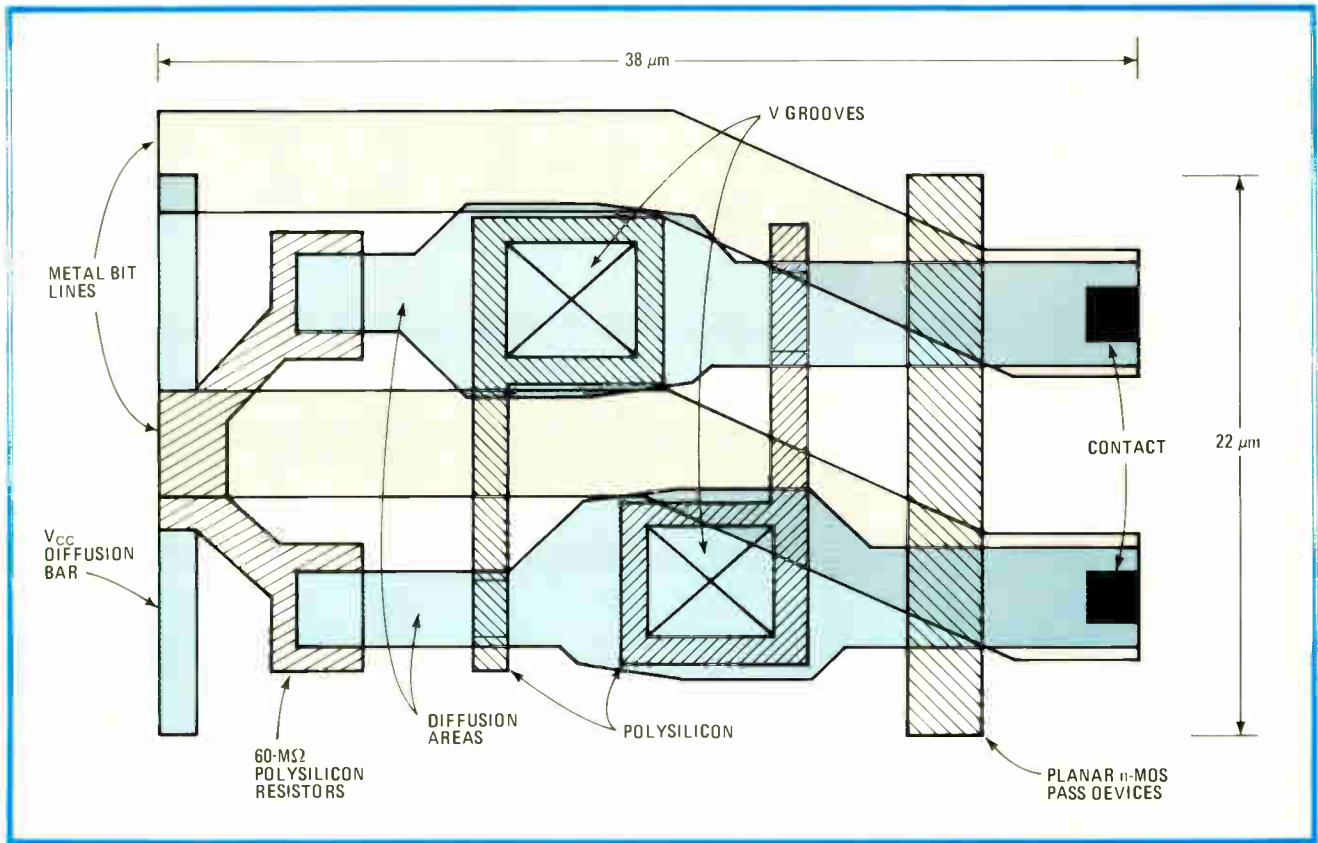 38 μm
V GROOVES
METAL BIT
LINES
22 μm
CONTACT
VCC
DIFFUSION
BAR
DIFFUSION
AREAS
POLYSILICON
60-MΩ
POLYSILICON
RESISTORS
PLANAR n-MOS
PASS DEVICES